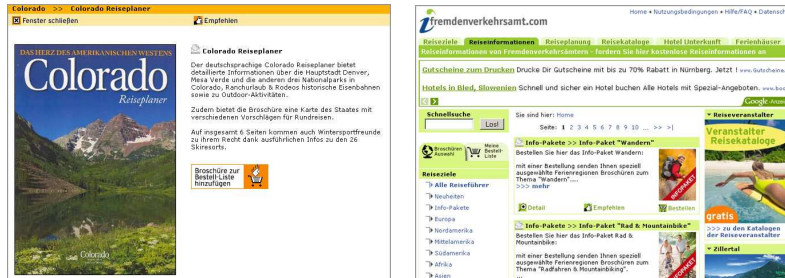 Colorado >> Colorado Reiseplaner
Fenster schließen
Empfehlen
DAS HERZ DES AMERIKANISCHEN WESTENS
Colorado
Reiseplaner
Colorado
Colorado Reiseplaner
Der deutschsprachige Colorado Reiseplaner bietet
detaillierte Informationen über die Hauptstadt Denver,
Mesa Verde und die anderen drei Nationalparks in
Colorado, Ranchurlaub & Rodeos historische Eisenbahnen
sowie zu Outdoor-Aktivitäten.
Zudem bietet die Broschüre eine Karte des Staates mit
verschiedenen Vorschlägen für Rundreisen.
Auf insgesamt 6 Seiten kommen auch Wintersportfreunde
zu ihrem Recht dank ausführlichen Infos zu den 26
Skiresorts.
Broschüre zur
Bestell-Liste
hinzufügen
fremdenverkehrsamt.com
Home • Nutzungsbedingungen • Hilfe/FAQ • Datensch
Reiseziele
Reiseinformationen
Reiseplanung
Reisekataloge
Hotel Unterkunft
Ferienhäuser
Reiseinformationen von Fremdenverkehrsämtern - fordern Sie hier kostenlose Reiseinformationen an
Gutscheine zum Drucken Drucke Dir Gutscheine mit bis zu 70% Rabatt in Nürnberg. Jetzt ! www.Gutscheine.
Hotels in Bled, Slowenien Schnell und sicher ein Hotel buchen Alle Hotels mit Spezial-Angeboten. www.boo
Google-Anzei
Schnellsuche
Los!
Broschüren
Auswahl
Meine
Bestell-
Liste
Reiseziele
Alle Reiseführer
Neuheiten
Info-Pakete
Europa
Nordamerika
Mittelamerika
Südamerika
Afrika
Asien
Sie sind hier: Home
Seite: 1 2 3 4 5 6 7 8 9 10 ... >> >|
Info-Pakete >> Info-Paket "Wandern"
Bestellen Sie hier das Info-Paket Wandern:
mit einer Bestellung senden Ihnen speziell
ausgewählte Ferienregionen Broschüren zum
Thema "Wandern"....
>>> mehr
INFOPAKET
Detail
Empfehlen
Bestellen
Info-Pakete >> Info-Paket "Rad & Mountainbike"
Bestellen Sie hier das Info-Paket Rad &
Mountainbike:
mit einer Bestellung senden Ihnen speziell
ausgewählte Ferienregionen Broschüren zum
Thema "Radfahren & Mountainbiking".
...
INFOPAKET
Reiseveranstalter
Veranstalter
Reisekataloge
gratis
>>> zu den Katalogen
der Reiseveranstalter
Zillertal